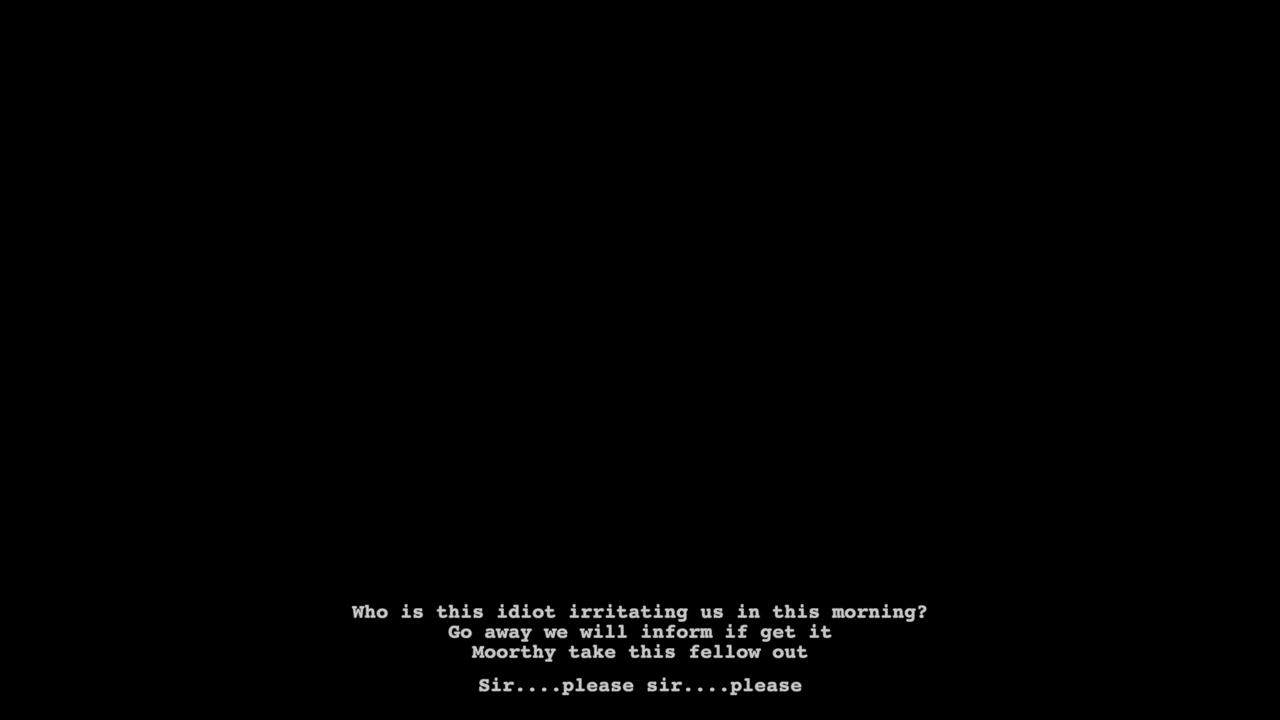 Who is this idiot irritating us in this morning?
Go away we will inform if get it
Moorthy take this fellow out
Sir....please sir....please